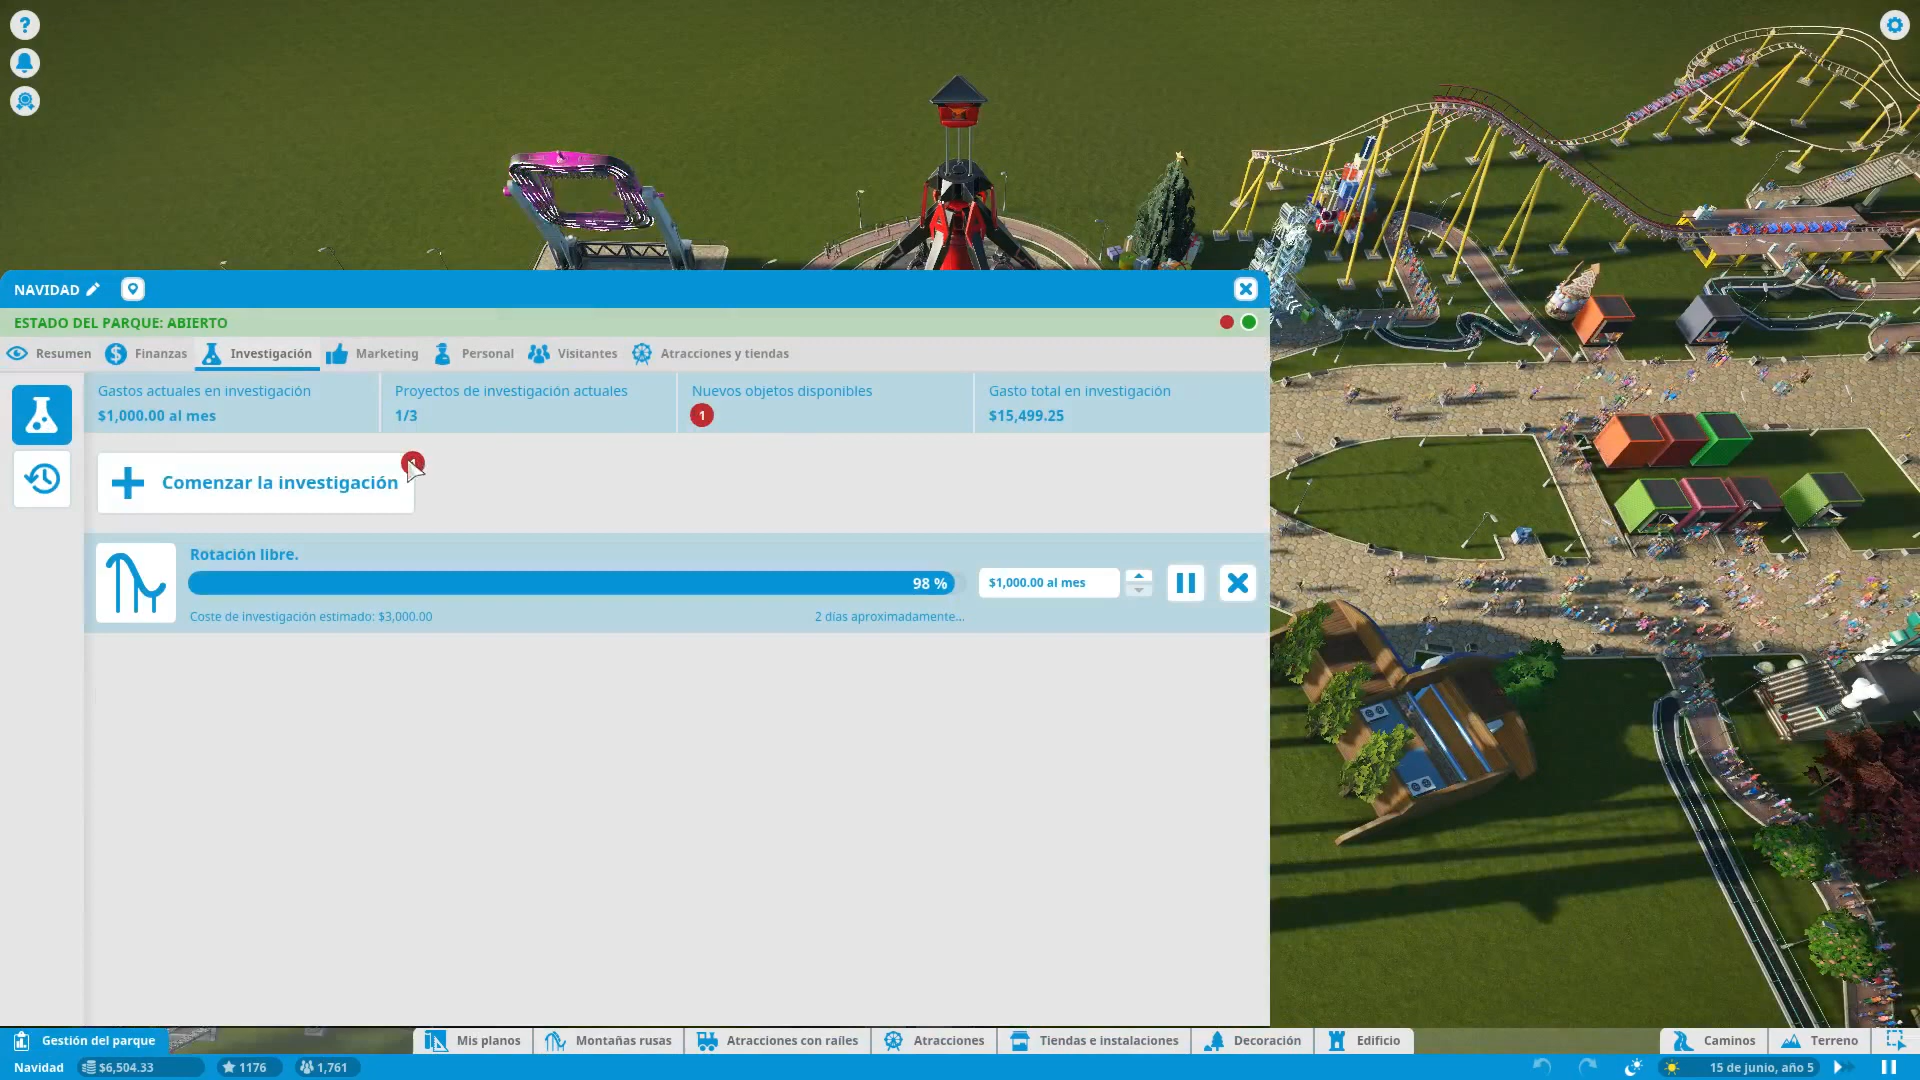 ?
NAVIDAD
ESTADO DEL PARQUE: ABIERTO
Resumen
Finanzas
Investigación
Marketing
Personal
Visitantes
Atracciones y tiendas
Gastos actuales en investigación
$1,000.00 al mes
Proyectos de investigación actuales
1/3
Nuevos objetos disponibles
1
Gasto total en investigación
$15,499.25
Comenzar la investigación
Rotación libre.
98 %
$1,000.00 al mes
Coste de investigación estimado: $3,000.00
2 días aproximadamente...
Gestión del parque
Mis planos
Montañas rusas
Atracciones con raíles
Atracciones
Tiendas e instalaciones
Decoración
Edificio
Caminos
Terreno
Navidad
$6,504.33
1176
1,761
15 de junio, año 5